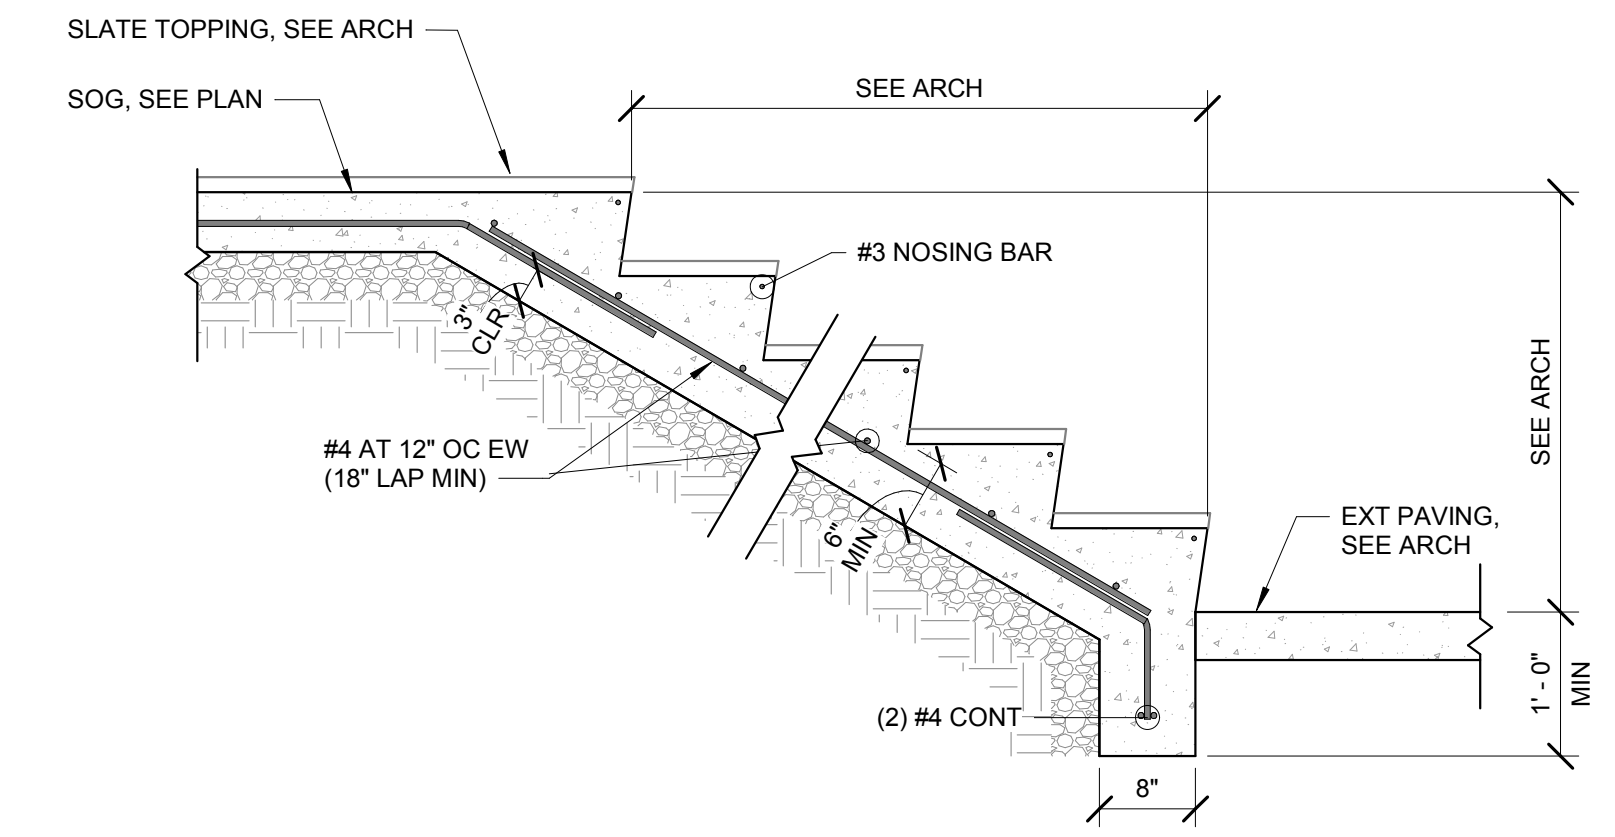 SLATE TOPPING, SEE ARCH
SOG, SEE PLAN
SEE ARCH
#3 NOSING BAR
3"
CLR
#4 AT 12" OC EW
(18" LAP MIN)
6"
MIN
SEE ARCH
EXT PAVING,
SEE ARCH
(2) #4 CONT
1' - 0"
MIN
8"